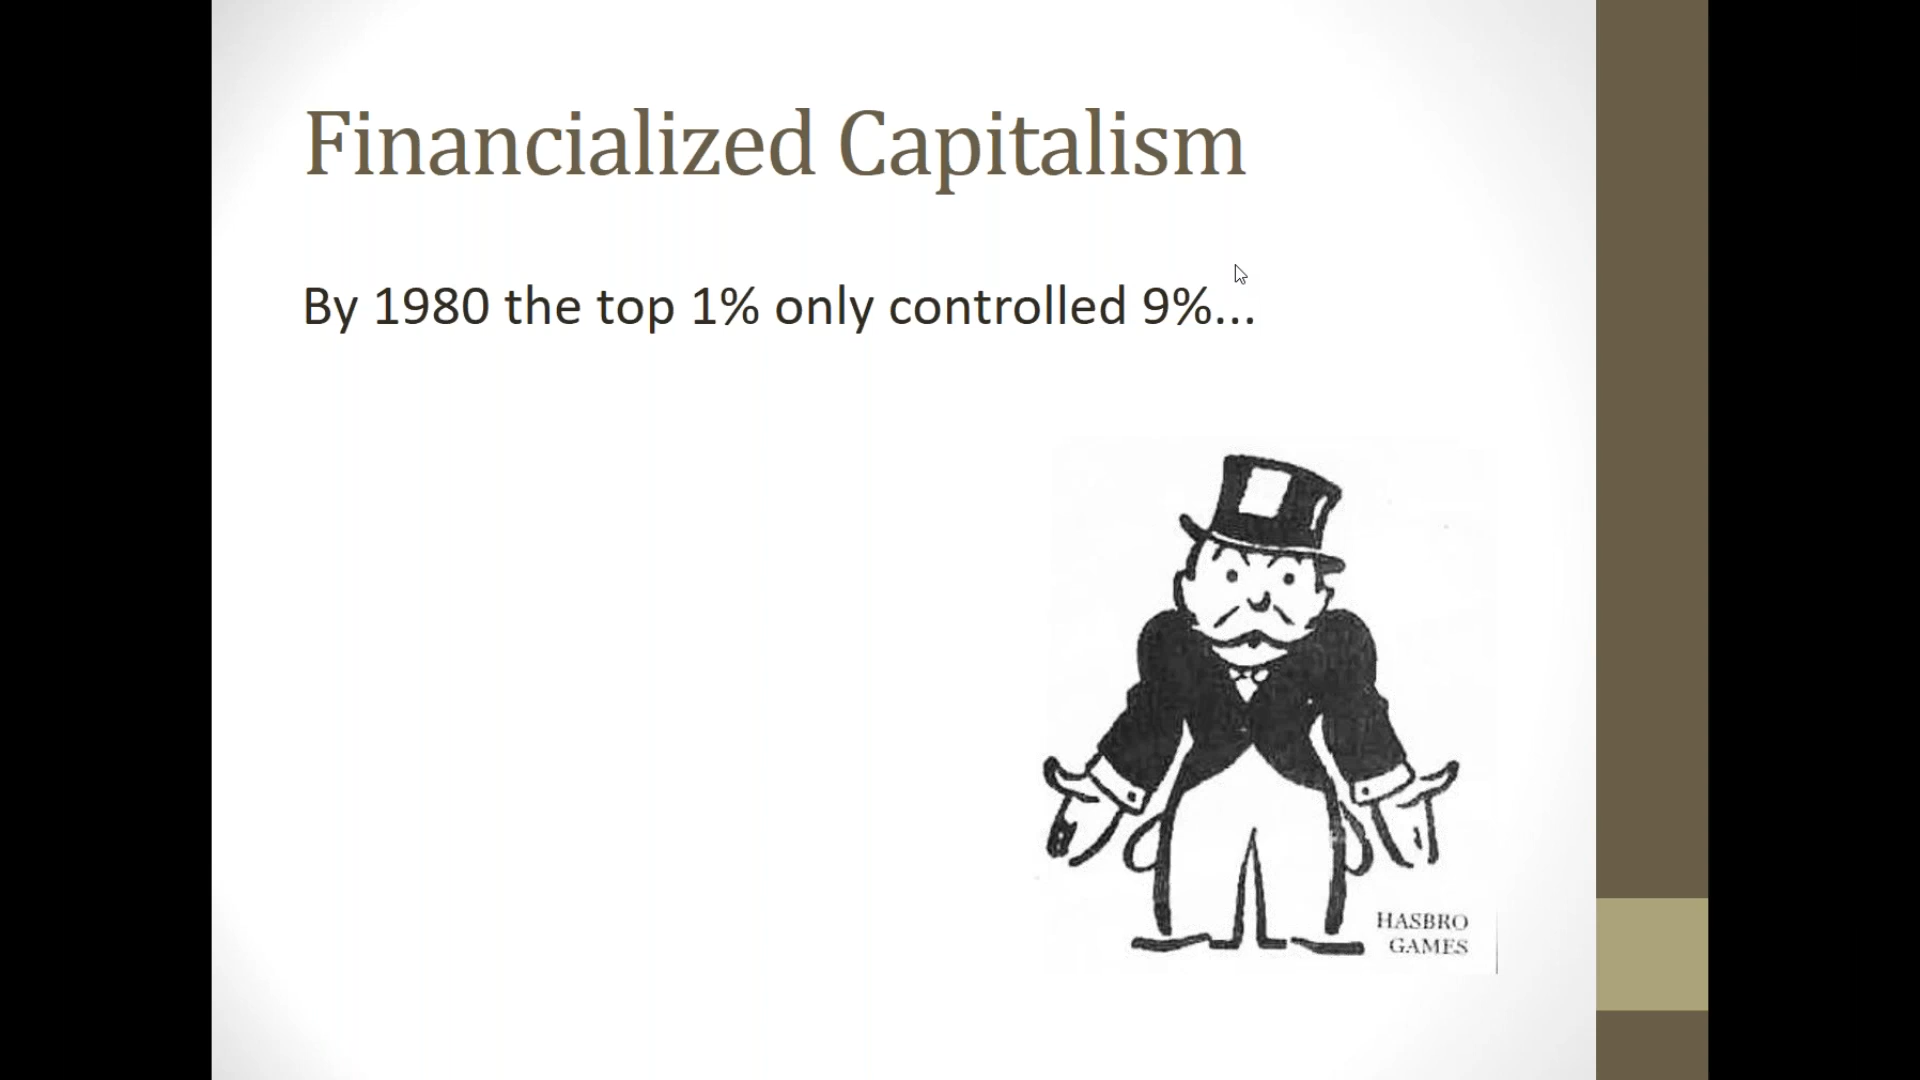 Financialized Capitalism
By 1980 the top 1% only controlled 9%...
HASBRO
GAMES